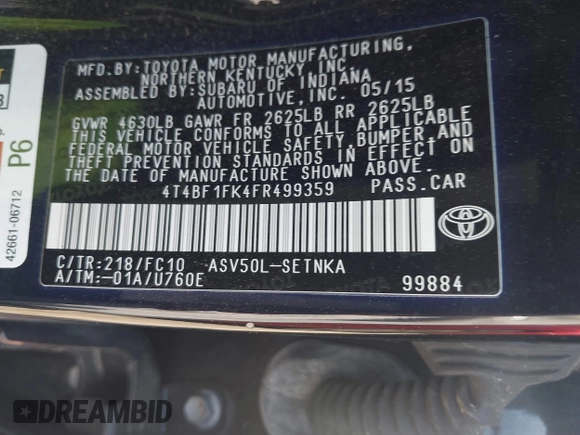 MFD.BY:TOYOTA MOTOR MANUFACTURING,
NORTHERN KENTUCKY INC
ASSEMBLED BY:SUBARU OF INDIANA
AUTOMOTIVE,INC. 05/15
GVWR 4630LB GAWR FR 2625LB RR 2625LB
THIS VEHICLE CONFORMS TO ALL APPLICABLE
FEDERAL MOTOR VEHICLE SAFETY,BUMPER,AND
THEFT PREVENTION STANDARDS IN EFFECT ON
THE DATE OF MANUFACTURE SHOWN ABOVE.
4T4BF1FK4FR499359 PASS.CAR
P6
42661-06712
TOYOTA
C/TR:218/FC10 ASV50L-SETNKA
A/TM:-01A/U760E 99884
DREAMBID